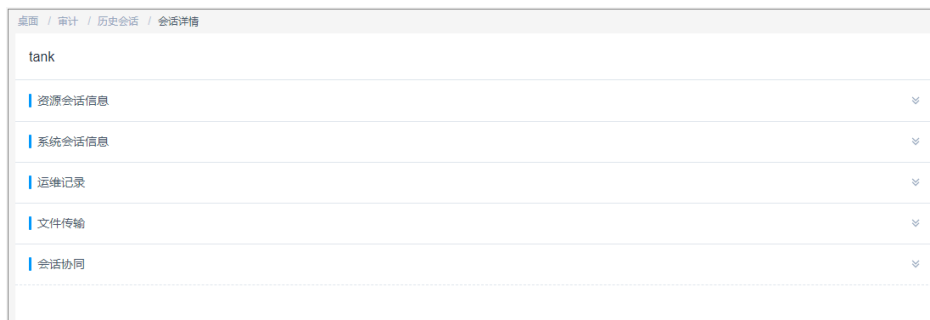 桌面 / 审计 / 历史会话 / 会话详情
tank
资源会话信息
系统会话信息
运维记录
文件传输
会话协同